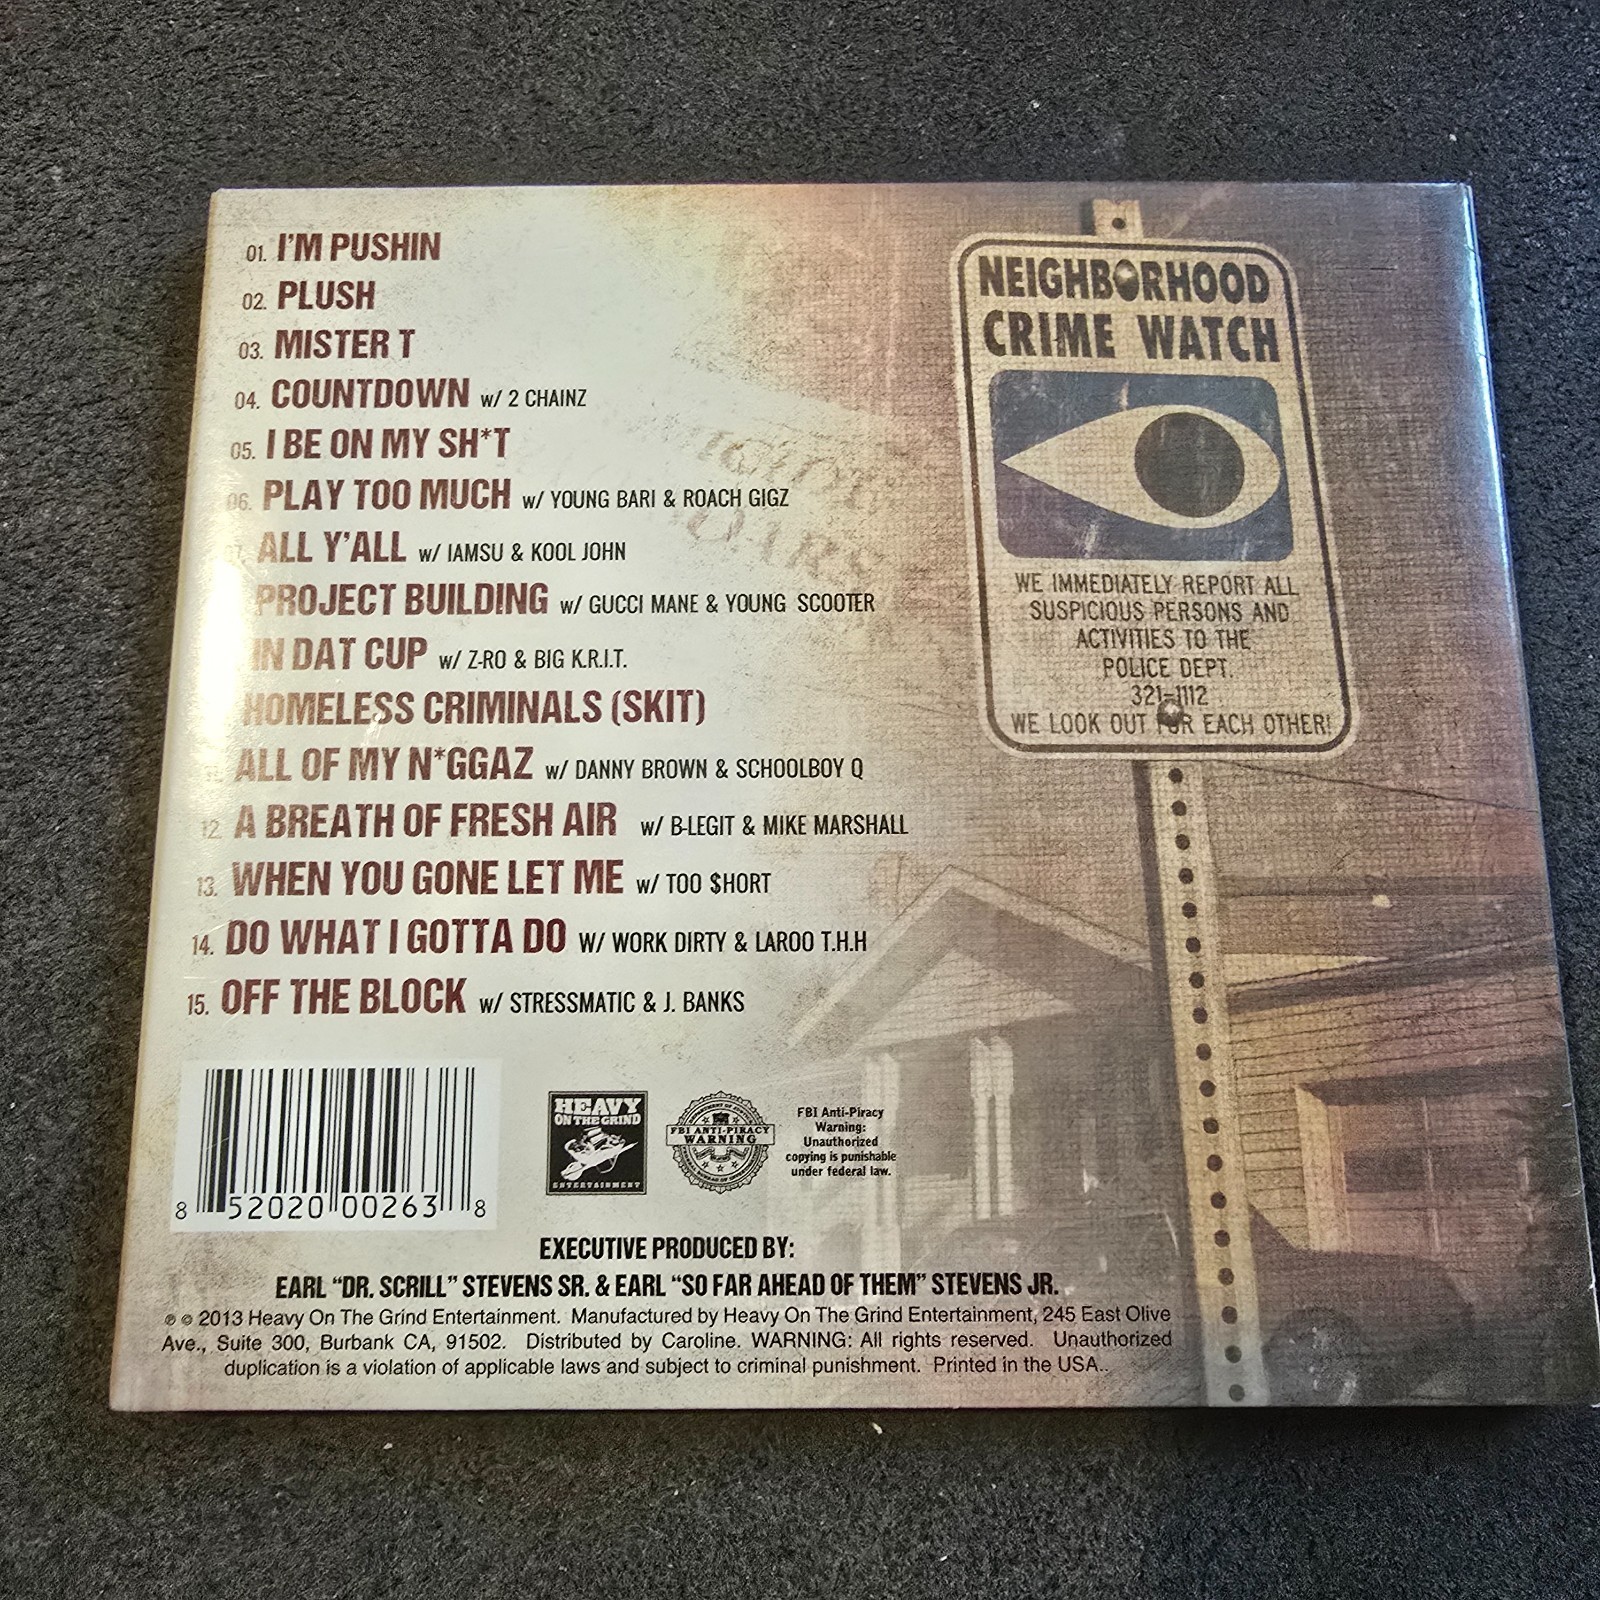 01. I'M PUSHIN
02. PLUSH
03. MISTER T
04. COUNTDOWN w/ 2 CHAINZ
05. I BE ON MY SH*T
06. PLAY TOO MUCH w/ YOUNG BARI & ROACH GIGZ
07. ALL Y'ALL w/ IAMSU & KOOL JOHN
PROJECT BUILDING w/ GUCCI MANE & YOUNG SCOOTER
IN DAT CUP w/ Z-RO & BIG K.R.I.T.
HOMELESS CRIMINALS (SKIT)
ALL OF MY N*GGAZ w/ DANNY BROWN & SCHOOLBOY Q
12. A BREATH OF FRESH AIR w/ B-LEGIT & MIKE MARSHALL
13. WHEN YOU GONE LET ME w/ TOO $HORT
14. DO WHAT I GOTTA DO W/ WORK DIRTY & LAROO T.H.H
15. OFF THE BLOCK w/ STRESSMATIC & J. BANKS
NEIGHBORHOOD
CRIME WATCH
WE IMMEDIATELY REPORT ALL
SUSPICIOUS PERSONS AND
ACTIVITIES TO THE
POLICE DEPT.
321-1112
WE LOOK OUT FOR EACH OTHER!
8 52020 00263 8
HEAVY
ON THE GRIND
ENTERTAINMENT
FBI ANTI-PIRACY
WARNING
FBI Anti-Piracy
Warning:
Unauthorized
copying is punishable
under federal law.
EXECUTIVE PRODUCED BY:
EARL "DR. SCRILL" STEVENS SR. & EARL "SO FAR AHEAD OF THEM" STEVENS JR.
℗ © 2013 Heavy On The Grind Entertainment. Manufactured by Heavy On The Grind Entertainment, 245 East Olive
Ave., Suite 300, Burbank CA, 91502. Distributed by Caroline. WARNING: All rights reserved. Unauthorized
duplication is a violation of applicable laws and subject to criminal punishment. Printed in the USA..